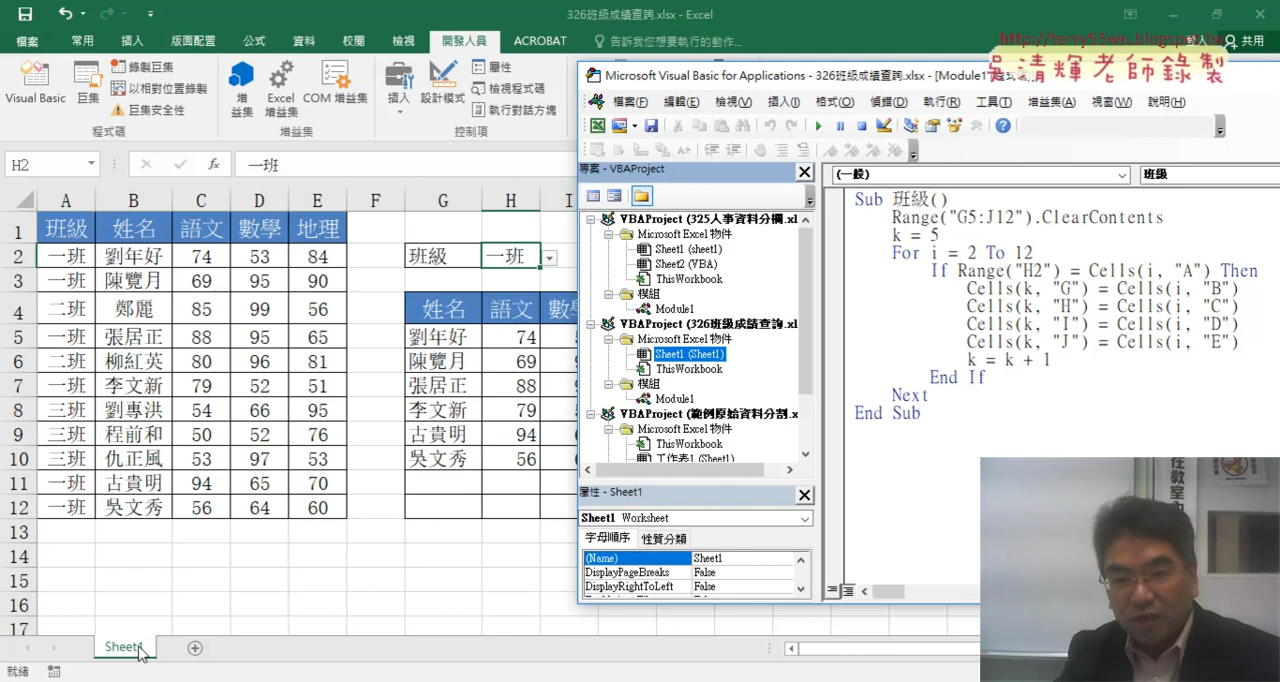 326班級成績查詢.xlsx - Excel
http://terry55wu.blogspot.tw
吳清輝老師錄製
檔案 常用 插入 版面配置 公式 資料 校閱 檢視 開發人員 ACROBAT 告訴我您想要執行的動作... 登入 共用
Visual Basic 巨集 錄製巨集 以相對位置錄製 巨集安全性 程式碼
增益集 Excel 增益集 COM 增益集 增益集
插入 設計模式 屬性 檢視程式碼 執行對話方塊 控制項
H2 fx 一班
A B C D E F G H I
1 班級 姓名 語文 數學 地理
2 一班 劉年好 74 53 84 班級 一班
3 一班 陳覽月 69 95 90
4 二班 鄭麗 85 99 56 姓名 語文
5 一班 張居正 88 95 65 劉年好 74
6 二班 柳紅英 80 96 81 陳覽月 69
7 一班 李文新 79 52 51 張居正 88
8 三班 劉專洪 54 66 95 李文新 79
9 三班 程前和 50 52 76 古貴明 94
10 三班 仇正風 53 97 53 吳文秀 56
11 一班 古貴明 94 65 70
12 一班 吳文秀 56 64 60
13
14
15
16
17
Sheet1
就緒
Microsoft Visual Basic for Applications - 326班級成績查詢.xlsx - [Module1
檔案(F) 編輯(E) 檢視(V) 插入(I) 格式(O) 偵錯(D) 執行(R) 工具(T) 增益集(A) 視窗(W) 說明(H)
專案 - VBAProject
VBAProject (325人事資料分欄.xl
Microsoft Excel 物件
Sheet1 (sheet1)
Sheet2 (VBA)
ThisWorkbook
模組
Module1
VBAProject (326班級成績查詢.xl
Microsoft Excel 物件
Sheet1 (Sheet1)
ThisWorkbook
模組
Module1
VBAProject (範例原始資料分割.x
Microsoft Excel 物件
ThisWorkbook
工作表1 (Sheet1)
屬性 - Sheet1
Sheet1 Worksheet
字母順序 性質分類
(Name) Sheet1
DisplayPageBreaks False
DisplayRightToLeft False
(一般) 班級
Sub 班級()
Range("G5:J12").ClearContents
k = 5
For i = 2 To 12
If Range("H2") = Cells(i, "A") Then
Cells(k, "G") = Cells(i, "B")
Cells(k, "H") = Cells(i, "C")
Cells(k, "I") = Cells(i, "D")
Cells(k, "J") = Cells(i, "E")
k = k + 1
End If
Next
End Sub